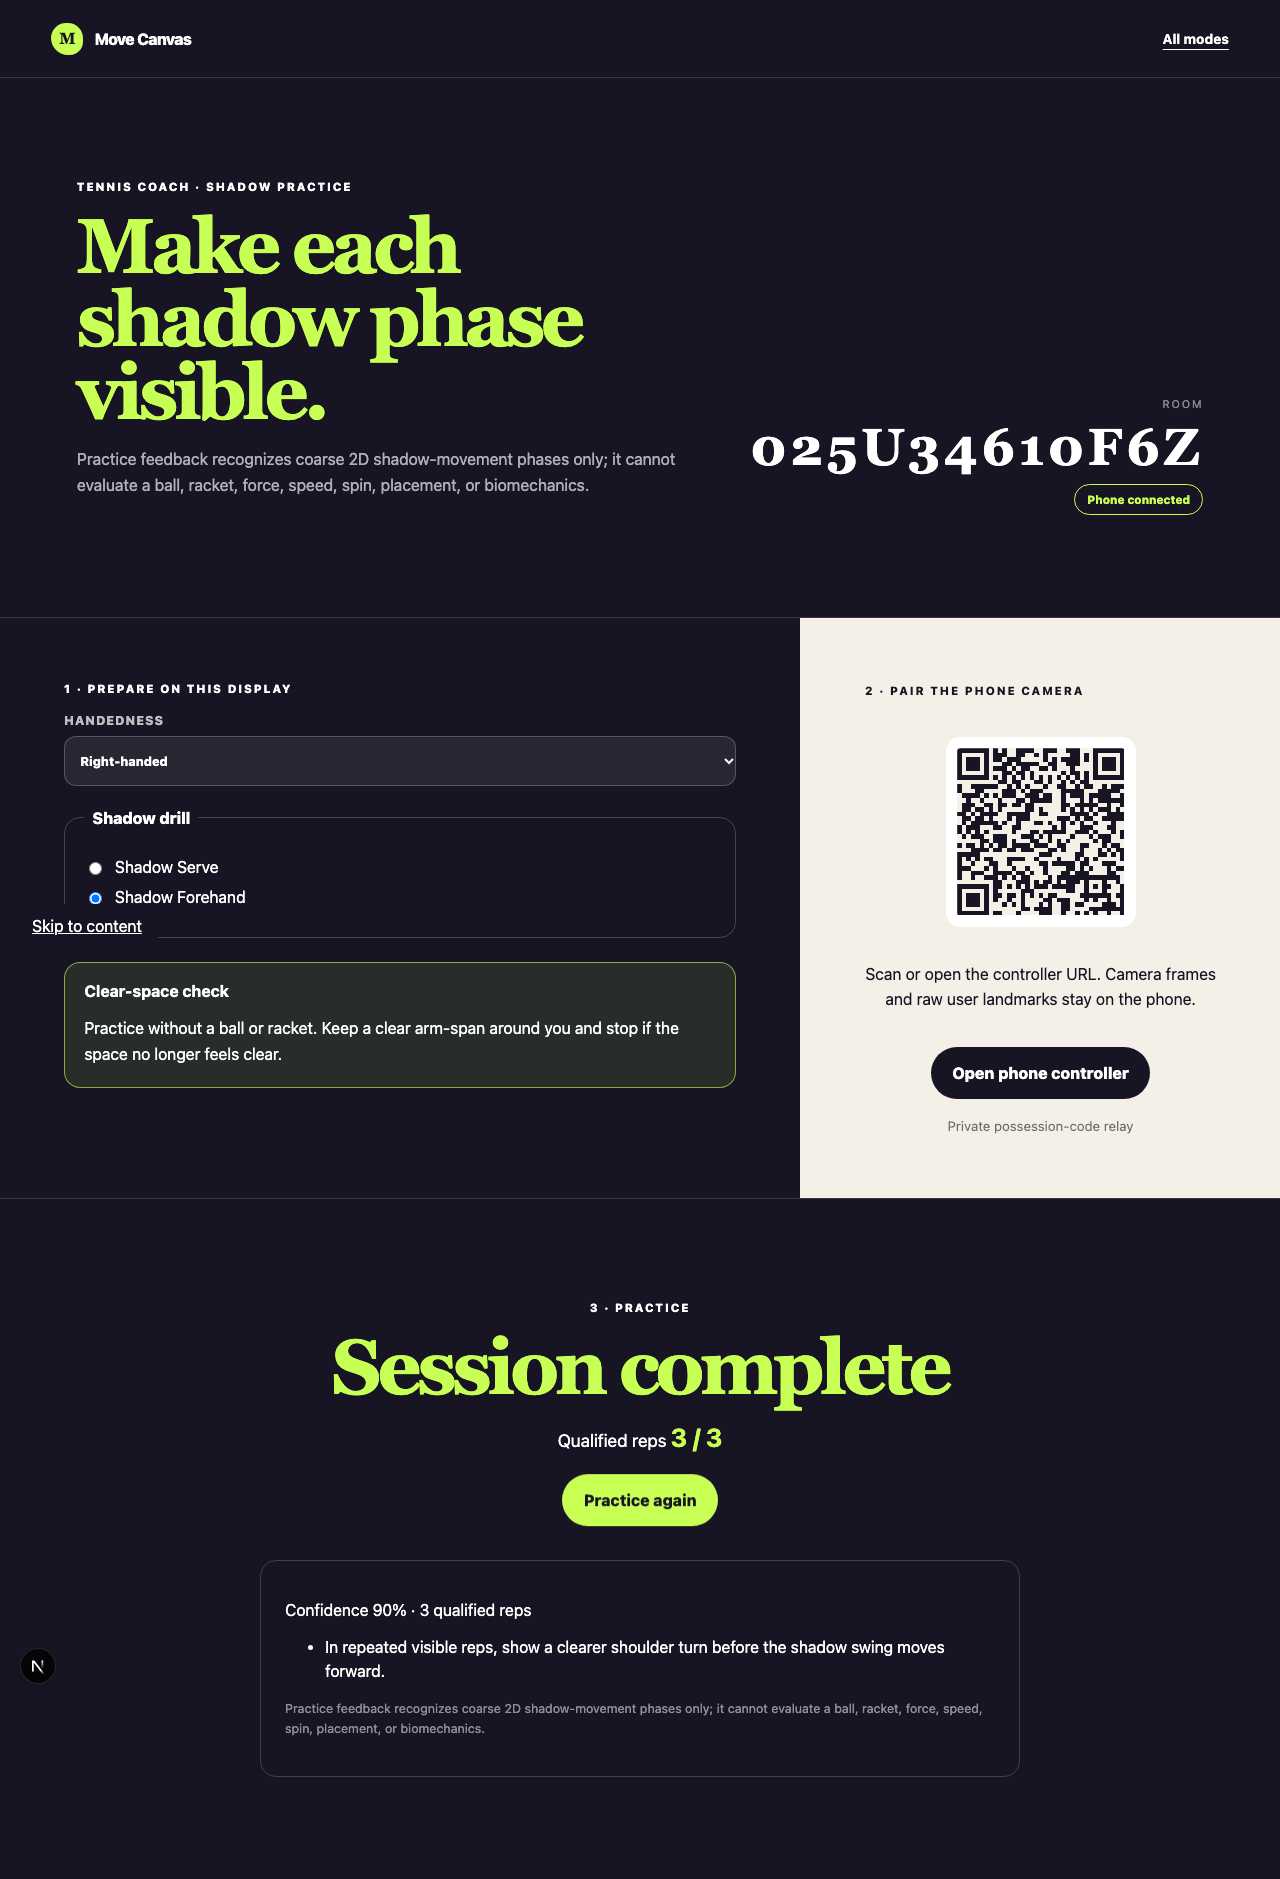 M Move Canvas
All modes
TENNIS COACH · SHADOW PRACTICE
Make each
shadow phase
visible.
Practice feedback recognizes coarse 2D shadow-movement phases only; it cannot
evaluate a ball, racket, force, speed, spin, placement, or biomechanics.
ROOM
025U34610F6Z
Phone connected
1 · PREPARE ON THIS DISPLAY
HANDEDNESS
Right-handed
Shadow drill
Shadow Serve
Shadow Forehand
Skip to content
Clear-space check
Practice without a ball or racket. Keep a clear arm-span around you and stop if the
space no longer feels clear.
2 · PAIR THE PHONE CAMERA
Scan or open the controller URL. Camera frames
and raw user landmarks stay on the phone.
Open phone controller
Private possession-code relay
3 · PRACTICE
Session complete
Qualified reps 3 / 3
Practice again
Confidence 90% · 3 qualified reps
• In repeated visible reps, show a clearer shoulder turn before the shadow swing moves
forward.
Practice feedback recognizes coarse 2D shadow-movement phases only; it cannot evaluate a ball, racket, force, speed,
spin, placement, or biomechanics.
N